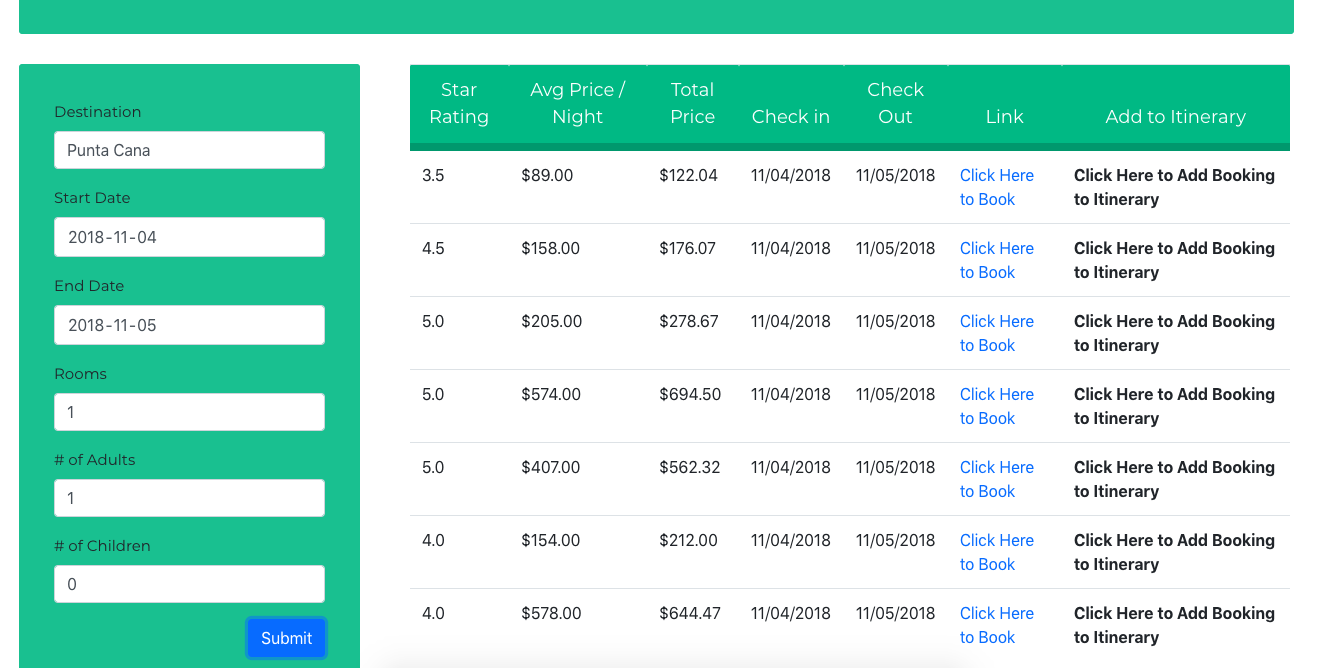 Destination
Punta Cana
Start Date
2018-11-04
End Date
2018-11-05
Rooms
1
# of Adults
1
# of Children
0
Submit
Star Rating Avg Price / Night Total Price Check in Check Out Link Add to Itinerary
3.5 $89.00 $122.04 11/04/2018 11/05/2018 Click Here to Book Click Here to Add Booking to Itinerary
4.5 $158.00 $176.07 11/04/2018 11/05/2018 Click Here to Book Click Here to Add Booking to Itinerary
5.0 $205.00 $278.67 11/04/2018 11/05/2018 Click Here to Book Click Here to Add Booking to Itinerary
5.0 $574.00 $694.50 11/04/2018 11/05/2018 Click Here to Book Click Here to Add Booking to Itinerary
5.0 $407.00 $562.32 11/04/2018 11/05/2018 Click Here to Book Click Here to Add Booking to Itinerary
4.0 $154.00 $212.00 11/04/2018 11/05/2018 Click Here to Book Click Here to Add Booking to Itinerary
4.0 $578.00 $644.47 11/04/2018 11/05/2018 Click Here to Book Click Here to Add Booking to Itinerary